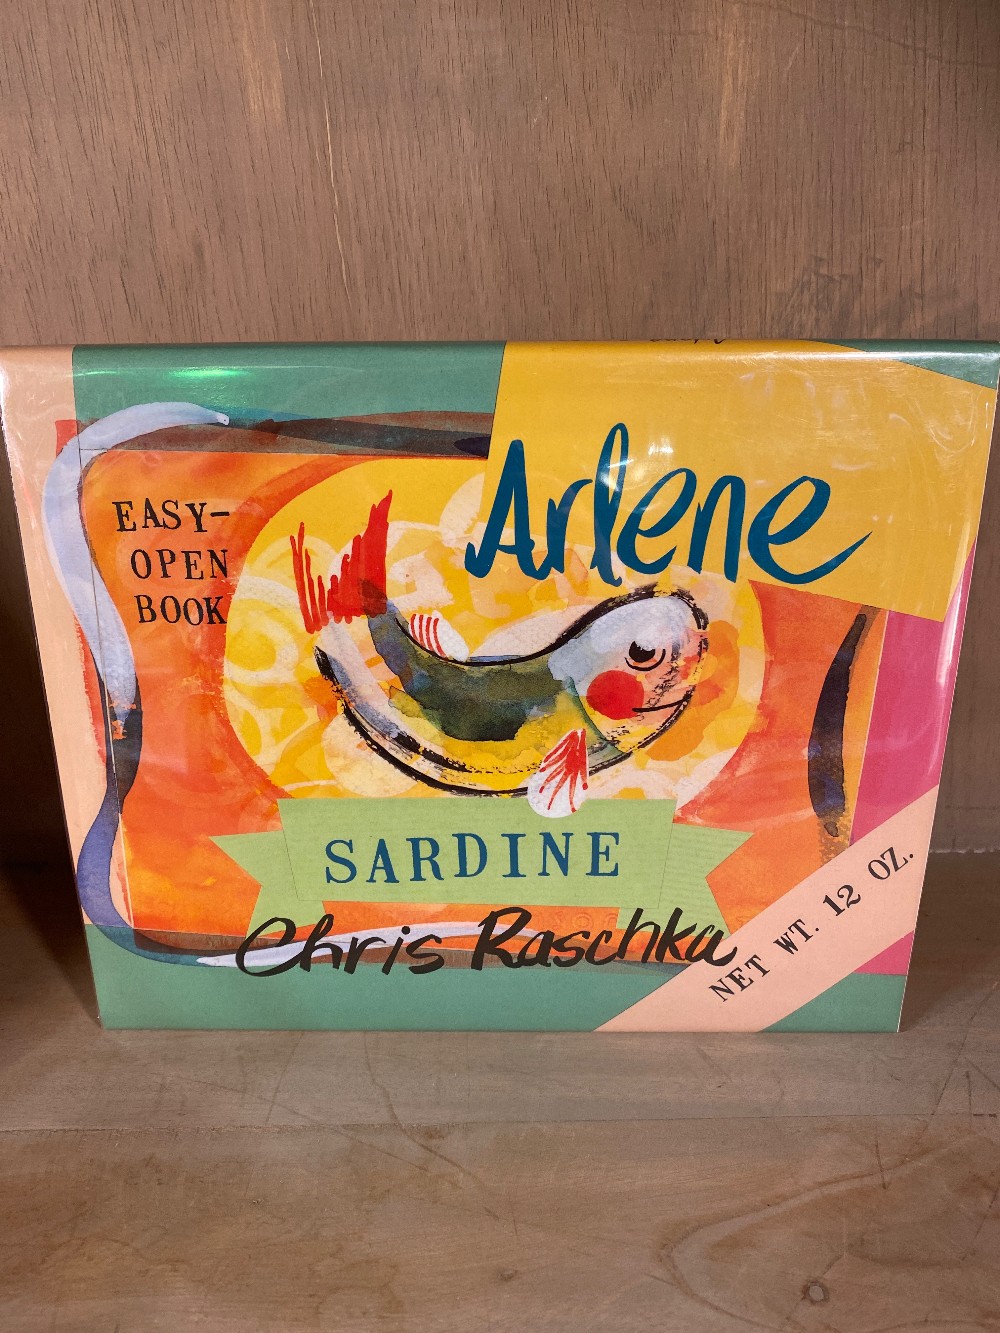 Arlene
EASY-
OPEN
BOOK
SARDINE
Chris Raschka
NET WT. 12 OZ.